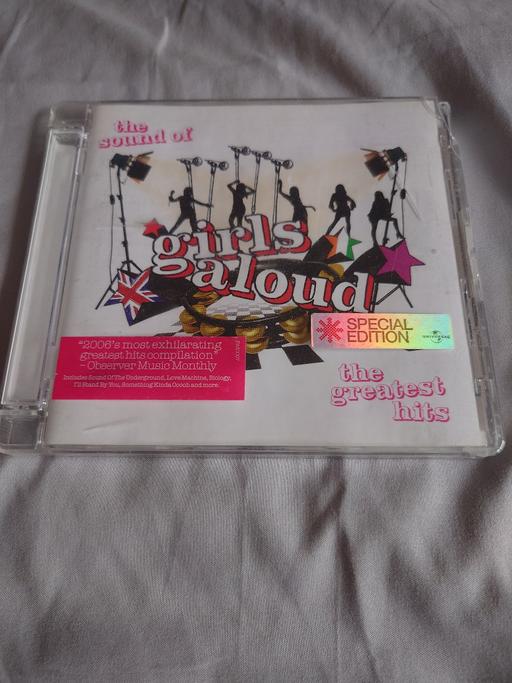 the
sound of
girls
aloud
SPECIAL
EDITION
UNIVERSAL
"2006's most exhilarating
greatest hits compilation"
– Observer Music Monthly
Includes Sound Of The Underground, Love Machine, Biology,
I'll Stand By You, Something Kinda Ooooh and more.
the
greatest
hits